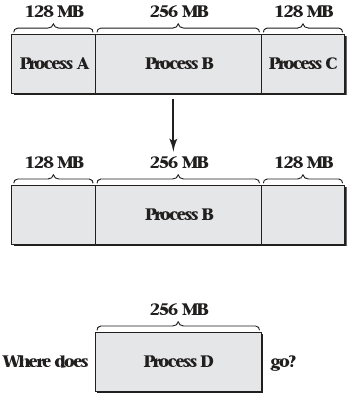 128 MB 256 MB 128 MB
Process A Process B Process C
128 MB 256 MB 128 MB
Process B
256 MB
Where does Process D go?